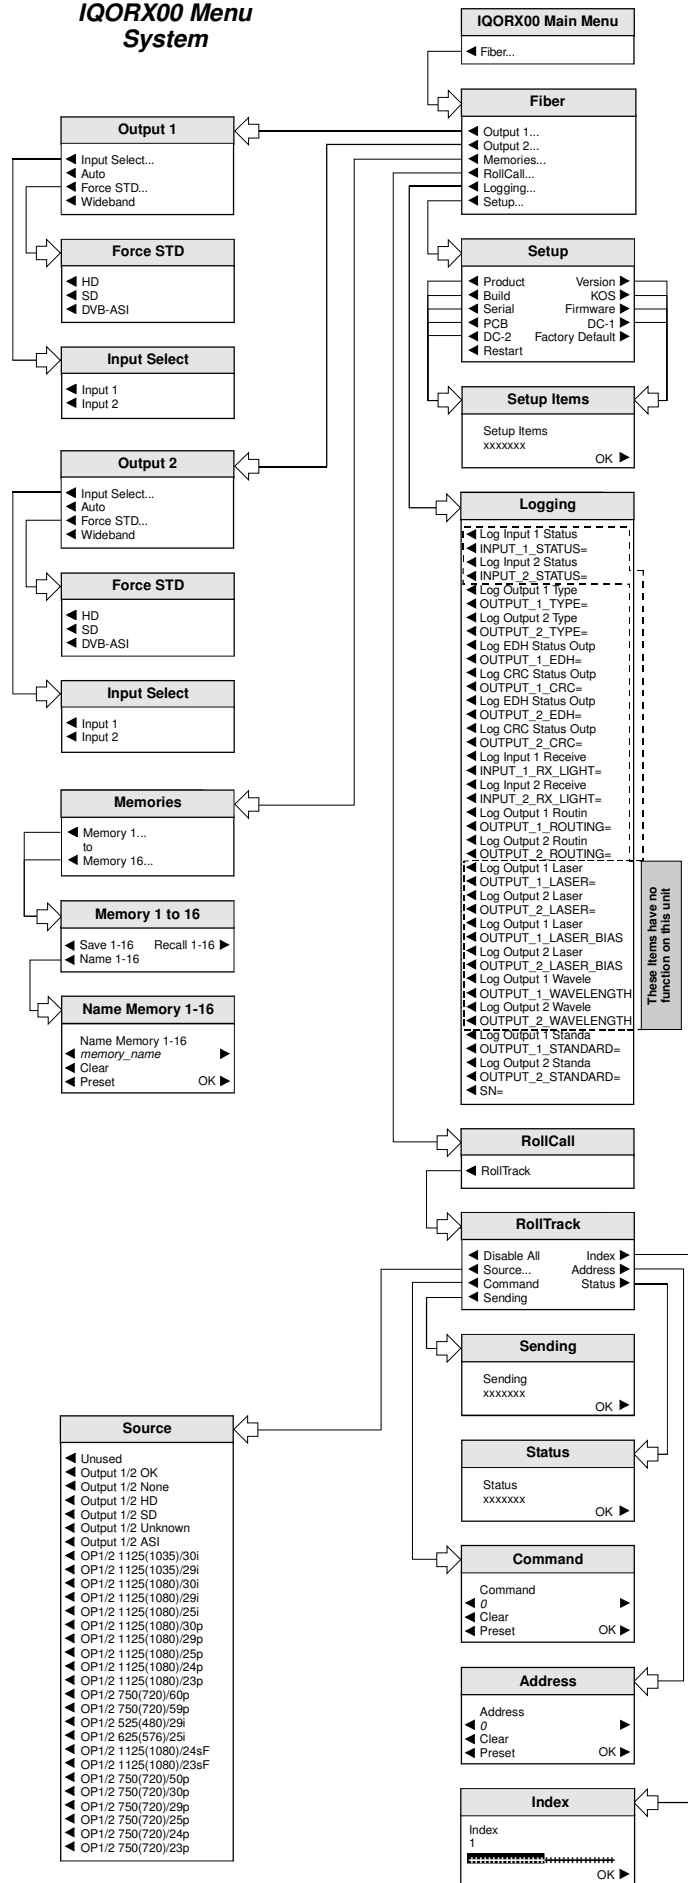 IQORX00 Menu
System
IQORX00 Main Menu
Fiber...
Fiber
Output 1...
Output 2...
Memories...
RollCall...
Logging...
Setup...
Output 1
Input Select...
Auto
Force STD...
Wideband
Force STD
HD
SD
DVB-ASI
Input Select
Input 1
Input 2
Setup
Product Version
Build KOS
Serial Firmware
PCB DC-1
DC-2 Factory Default
Restart
Setup Items
Setup Items
xxxxxxx
OK
Output 2
Input Select...
Auto
Force STD...
Wideband
Force STD
HD
SD
DVB-ASI
Input Select
Input 1
Input 2
Logging
Log Input 1 Status
INPUT_1_STATUS=
Log Input 2 Status
INPUT_2_STATUS=
Log Output 1 Type
OUTPUT_1_TYPE=
Log Output 2 Type
OUTPUT_2_TYPE=
Log EDH Status Outp
OUTPUT_1_EDH=
Log CRC Status Outp
OUTPUT_1_CRC=
Log EDH Status Outp
OUTPUT_2_EDH=
Log CRC Status Outp
OUTPUT_2_CRC=
Log Input 1 Receive
INPUT_1_RX_LIGHT=
Log Input 2 Receive
INPUT_2_RX_LIGHT=
Log Output 1 Routin
OUTPUT_1_ROUTING=
Log Output 2 Routin
OUTPUT_2_ROUTING=
Log Output 1 Laser
OUTPUT_1_LASER=
Log Output 2 Laser
OUTPUT_2_LASER=
Log Output 1 Laser
OUTPUT_1_LASER_BIAS
Log Output 2 Laser
OUTPUT_2_LASER_BIAS
Log Output 1 Wavele
OUTPUT_1_WAVELENGTH
Log Output 2 Wavele
OUTPUT_2_WAVELENGTH
Log Output 1 Standa
OUTPUT_1_STANDARD=
Log Output 2 Standa
OUTPUT_2_STANDARD=
SN=
These Items have no
function on this unit
Memories
Memory 1...
to
Memory 16...
Memory 1 to 16
Save 1-16 Recall 1-16
Name 1-16
Name Memory 1-16
Name Memory 1-16
memory_name
Clear
Preset OK
RollCall
RollTrack
RollTrack
Disable All Index
Source... Address
Command Status
Sending
Sending
Sending
xxxxxxx
OK
Status
Status
xxxxxxx
OK
Command
Command
0
Clear
Preset OK
Address
Address
0
Clear
Preset OK
Index
Index
1
OK
Source
Unused
Output 1/2 OK
Output 1/2 None
Output 1/2 HD
Output 1/2 SD
Output 1/2 Unknown
Output 1/2 ASI
OP1/2 1125(1035)/30i
OP1/2 1125(1035)/29i
OP1/2 1125(1080)/30i
OP1/2 1125(1080)/29i
OP1/2 1125(1080)/25i
OP1/2 1125(1080)/30p
OP1/2 1125(1080)/29p
OP1/2 1125(1080)/25p
OP1/2 1125(1080)/24p
OP1/2 1125(1080)/23p
OP1/2 750(720)/60p
OP1/2 750(720)/59p
OP1/2 525(480)/29i
OP1/2 625(576)/25i
OP1/2 1125(1080)/24sF
OP1/2 1125(1080)/23sF
OP1/2 750(720)/50p
OP1/2 750(720)/30p
OP1/2 750(720)/29p
OP1/2 750(720)/25p
OP1/2 750(720)/24p
OP1/2 750(720)/23p